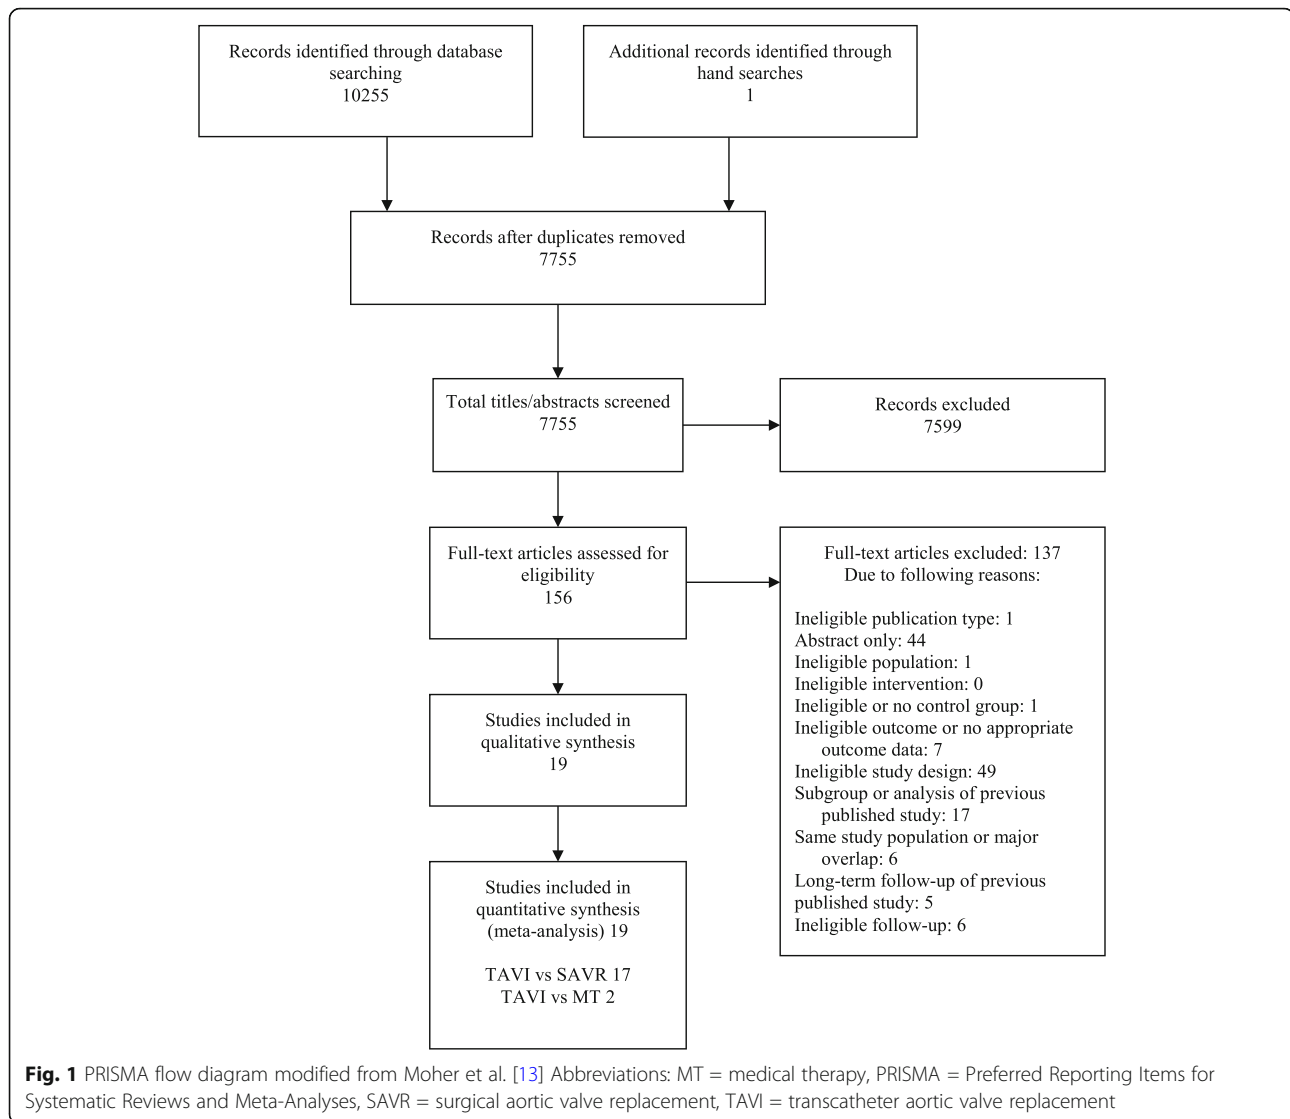 Records identified through database
searching
10255
Additional records identified through
hand searches
1
Records after duplicates removed
7755
Total titles/abstracts screened
7755
Records excluded
7599
Full-text articles assessed for
eligibility
156
Full-text articles excluded: 137
Due to following reasons:
Ineligible publication type: 1
Abstract only: 44
Ineligible population: 1
Ineligible intervention: 0
Ineligible or no control group: 1
Ineligible outcome or no appropriate
outcome data: 7
Ineligible study design: 49
Subgroup or analysis of previous
published study: 17
Same study population or major
overlap: 6
Long-term follow-up of previous
published study: 5
Ineligible follow-up: 6
Studies included in
qualitative synthesis
19
Studies included in
quantitative synthesis
(meta-analysis) 19
TAVI vs SAVR 17
TAVI vs MT 2
Fig. 1 PRISMA flow diagram modified from Moher et al. [13] Abbreviations: MT = medical therapy, PRISMA = Preferred Reporting Items for
Systematic Reviews and Meta-Analyses, SAVR = surgical aortic valve replacement, TAVI = transcatheter aortic valve replacement